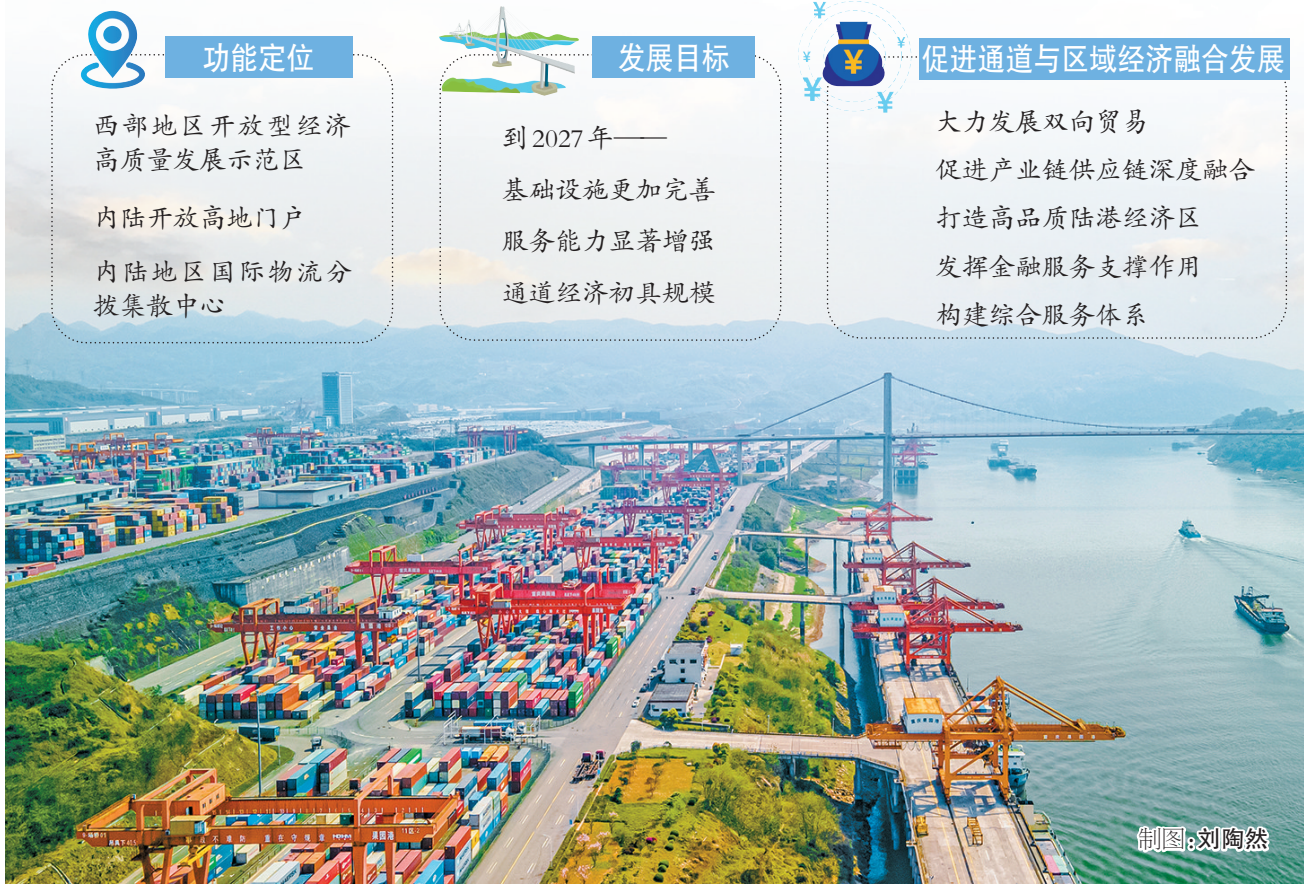 功能定位
西部地区开放型经济
高质量发展示范区
内陆开放高地门户
内陆地区国际物流分
拨集散中心
发展目标
到2027年——
基础设施更加完善
服务能力显著增强
通道经济初具规模
¥
促进通道与区域经济融合发展
大力发展双向贸易
促进产业链供应链深度融合
打造高品质陆港经济区
发挥金融服务支撑作用
构建综合服务体系
果园港
制图:刘陶然